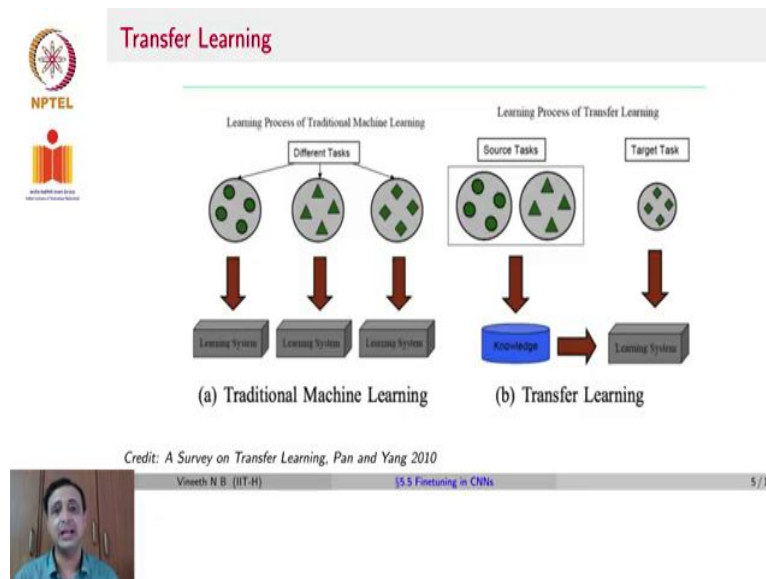 Transfer Learning
NPTEL
Learning Process of Traditional Machine Learning
Different Tasks
Learning System
Learning System
Learning System
(a) Traditional Machine Learning
Learning Process of Transfer Learning
Source Tasks
Target Task
Knowledge
Learning System
(b) Transfer Learning
Credit: A Survey on Transfer Learning, Pan and Yang 2010
Vineeth N B (IIT-H)
§5.5 Finetuning in CNNs
5/1